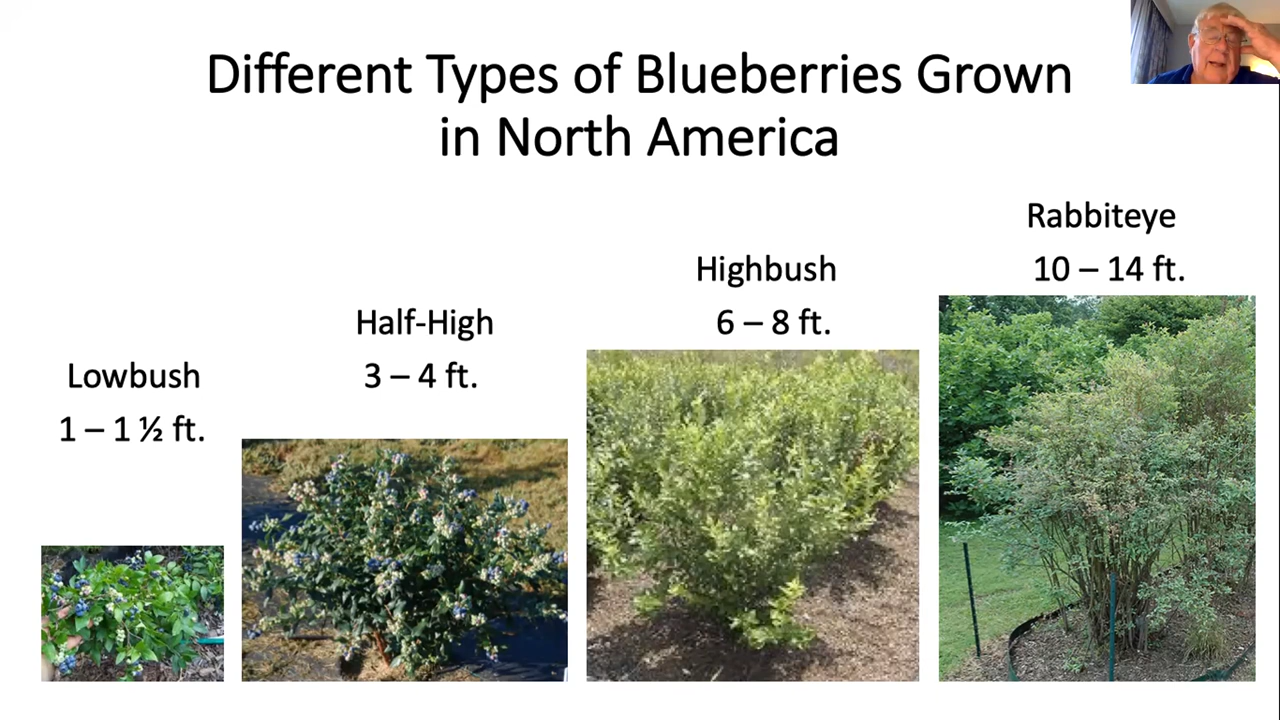 Different Types of Blueberries Grown
in North America
Lowbush
1 – 1 ½ ft.
Half-High
3 – 4 ft.
Highbush
6 – 8 ft.
Rabbiteye
10 – 14 ft.